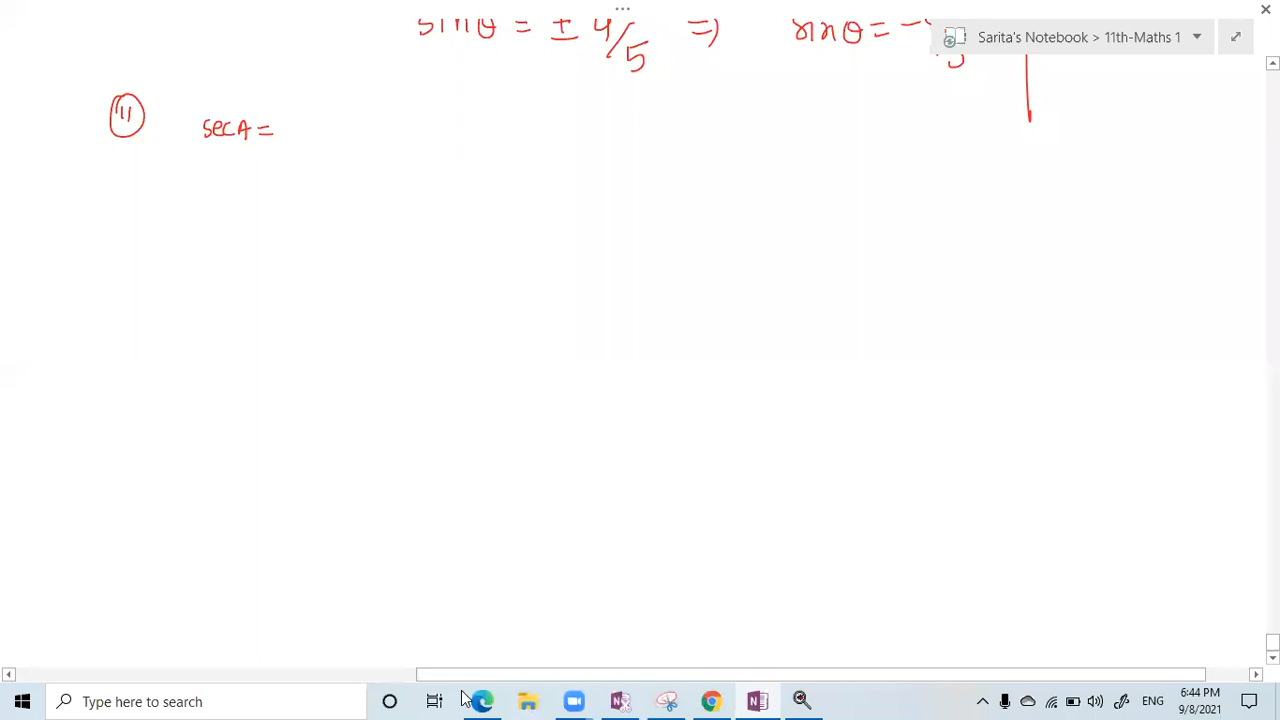 sinθ = ± 4/5 => sinθ = -
Sarita's Notebook > 11th-Maths 1
11 secA =
Type here to search
ENG
6:44 PM
9/8/2021